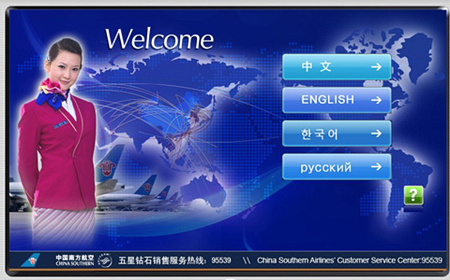 Welcome
中文
ENGLISH
한국어
русский
?
中国南方航空
CHINA SOUTHERN
五星钻石销售服务热线: 95539 \\ China Southern Airlines' Customer Service Center:95539